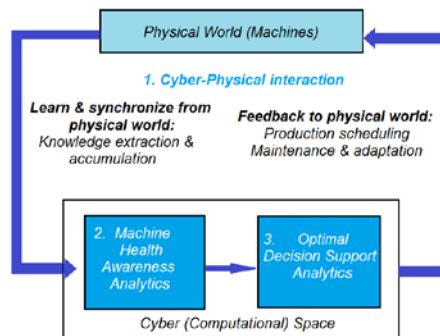 Physical World (Machines)
1. Cyber-Physical interaction
Learn & synchronize from
physical world:
Knowledge extraction &
accumulation
Feedback to physical world:
Production scheduling
Maintenance & adaptation
2. Machine
Health
Awareness
Analytics
3. Optimal
Decision Support
Analytics
Cyber (Computational) Space